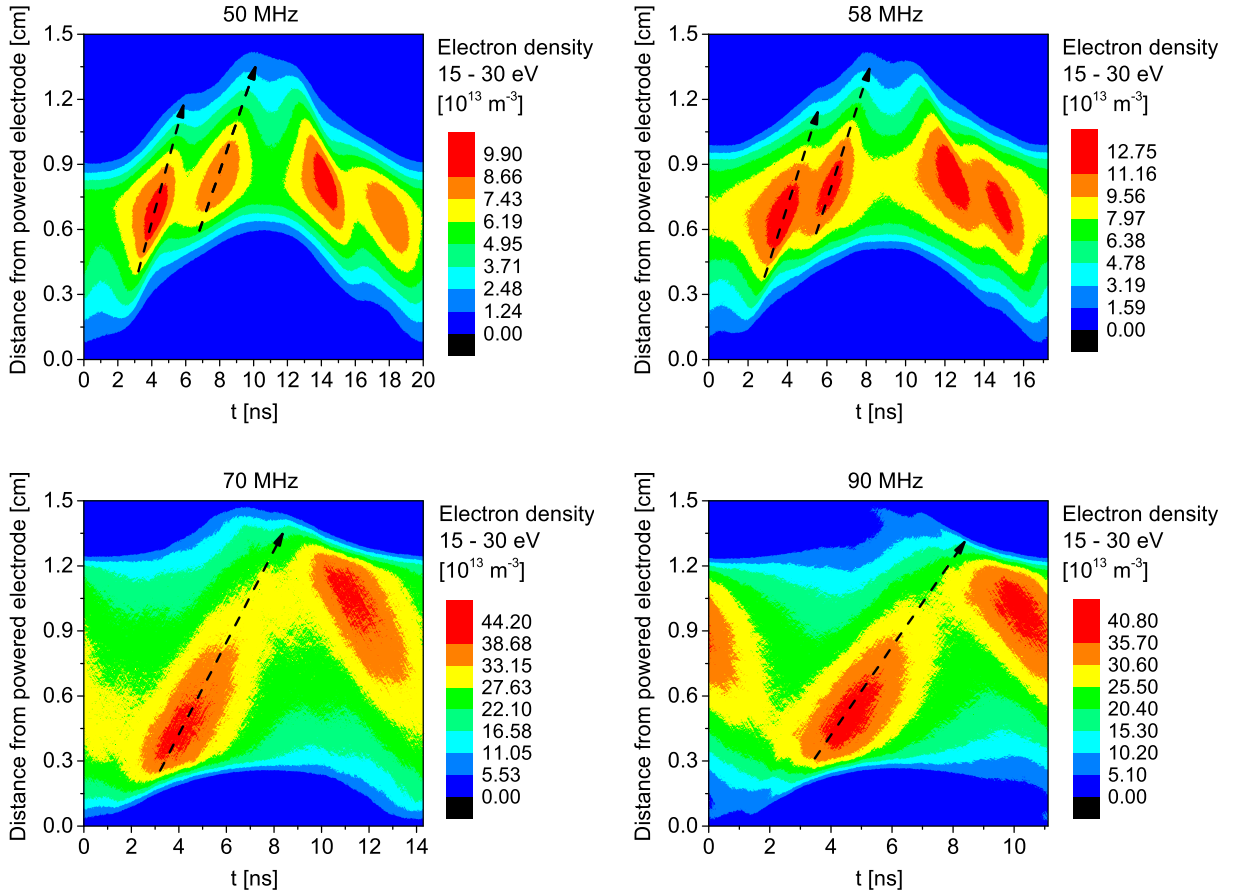 50 MHz
Distance from powered electrode [cm]
1.5
1.2
0.9
0.6
0.3
0.0
0 2 4 6 8 10 12 14 16 18 20
t [ns]
Electron density
15 - 30 eV
[10¹³ m⁻³]
9.90
8.66
7.43
6.19
4.95
3.71
2.48
1.24
0.00
58 MHz
Distance from powered electrode [cm]
1.5
1.2
0.9
0.6
0.3
0.0
0 2 4 6 8 10 12 14 16
t [ns]
Electron density
15 - 30 eV
[10¹³ m⁻³]
12.75
11.16
9.56
7.97
6.38
4.78
3.19
1.59
0.00
70 MHz
Distance from powered electrode [cm]
1.5
1.2
0.9
0.6
0.3
0.0
0 2 4 6 8 10 12 14
t [ns]
Electron density
15 - 30 eV
[10¹³ m⁻³]
44.20
38.68
33.15
27.63
22.10
16.58
11.05
5.53
0.00
90 MHz
Distance from powered electrode [cm]
1.5
1.2
0.9
0.6
0.3
0.0
0 2 4 6 8 10
t [ns]
Electron density
15 - 30 eV
[10¹³ m⁻³]
40.80
35.70
30.60
25.50
20.40
15.30
10.20
5.10
0.00